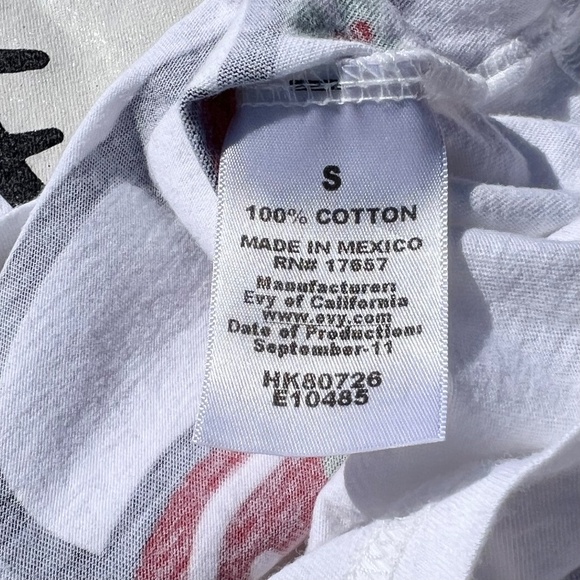 S
100% COTTON
MADE IN MEXICO
RN# 17657
Manufacturer:
Evy of California
www.evy.com
Date of Production:
September-11
HK80726
E10485